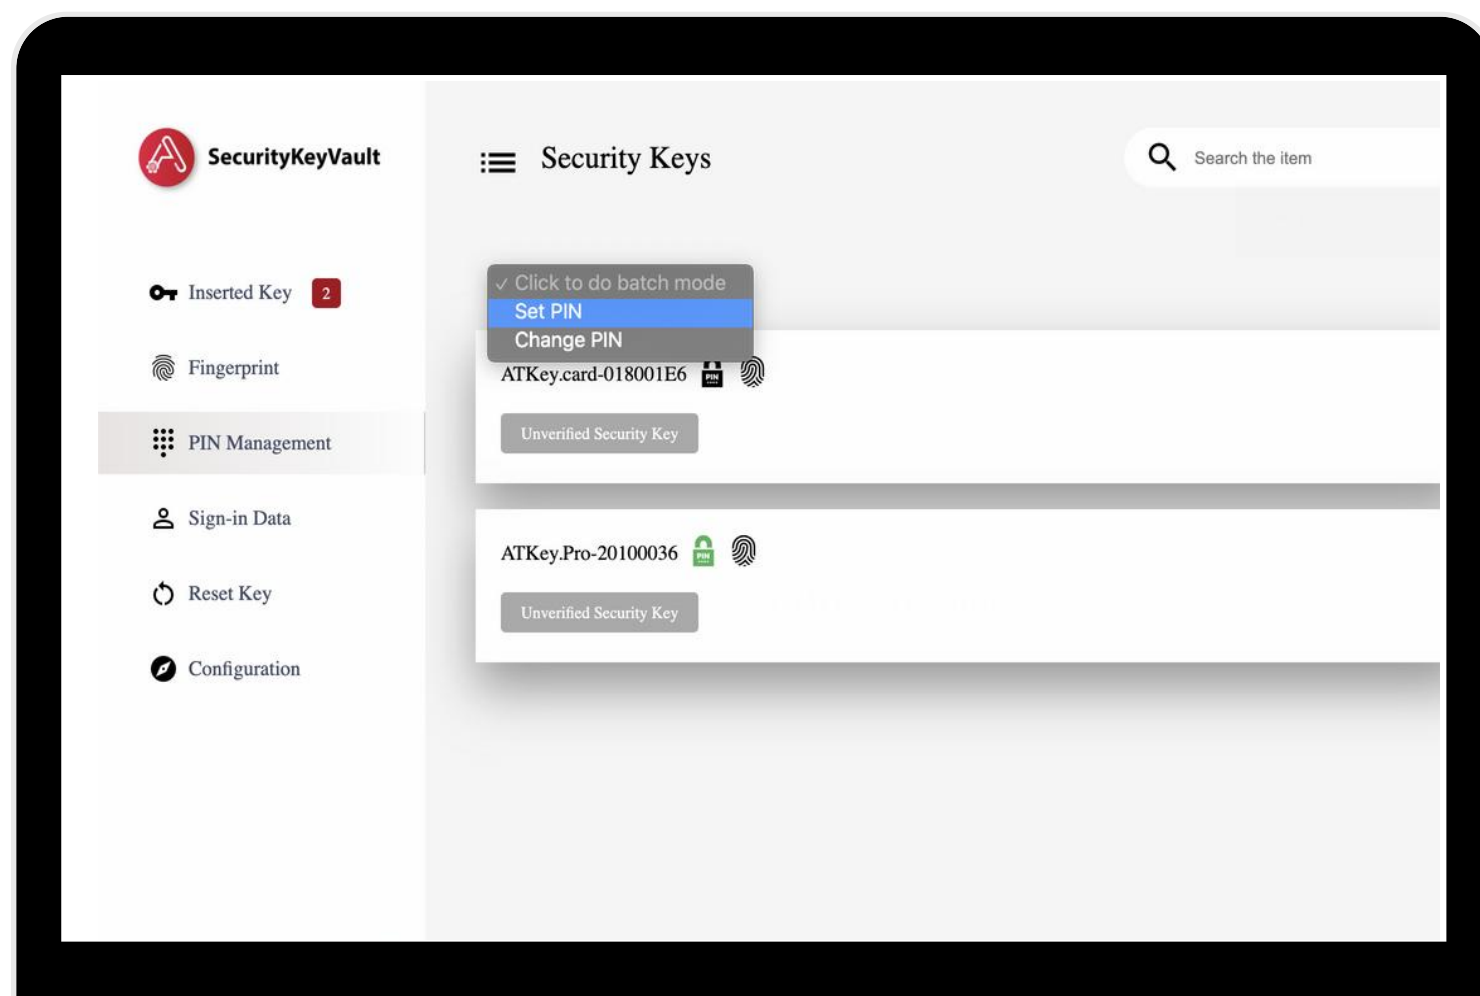 SecurityKeyVault
Security Keys
Search the item
Inserted Key 2
Fingerprint
PIN Management
Sign-in Data
Reset Key
Configuration
✓ Click to do batch mode
Set PIN
Change PIN
ATKey.card-018001E6 PIN
Unverified Security Key
ATKey.Pro-20100036 PIN
Unverified Security Key